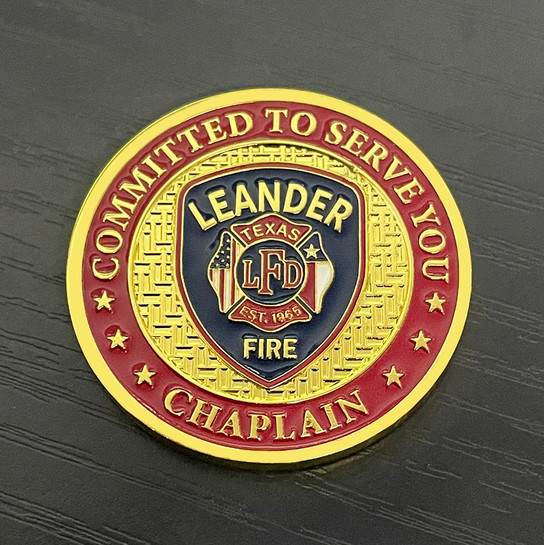 COMMITTED TO SERVE YOU
LEANDER
TEXAS
LFD
EST. 1965
FIRE
CHAPLAIN